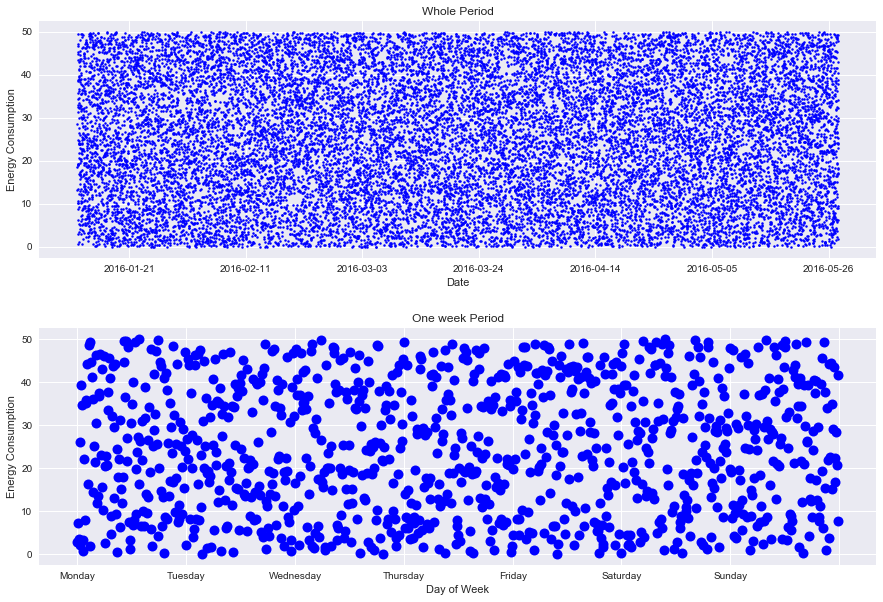 Whole Period
50
40
30
20
10
0
Energy Consumption
2016-01-21 2016-02-11 2016-03-03 2016-03-24 2016-04-14 2016-05-05 2016-05-26
Date
One week Period
50
40
30
20
10
0
Energy Consumption
Monday Tuesday Wednesday Thursday Friday Saturday Sunday
Day of Week